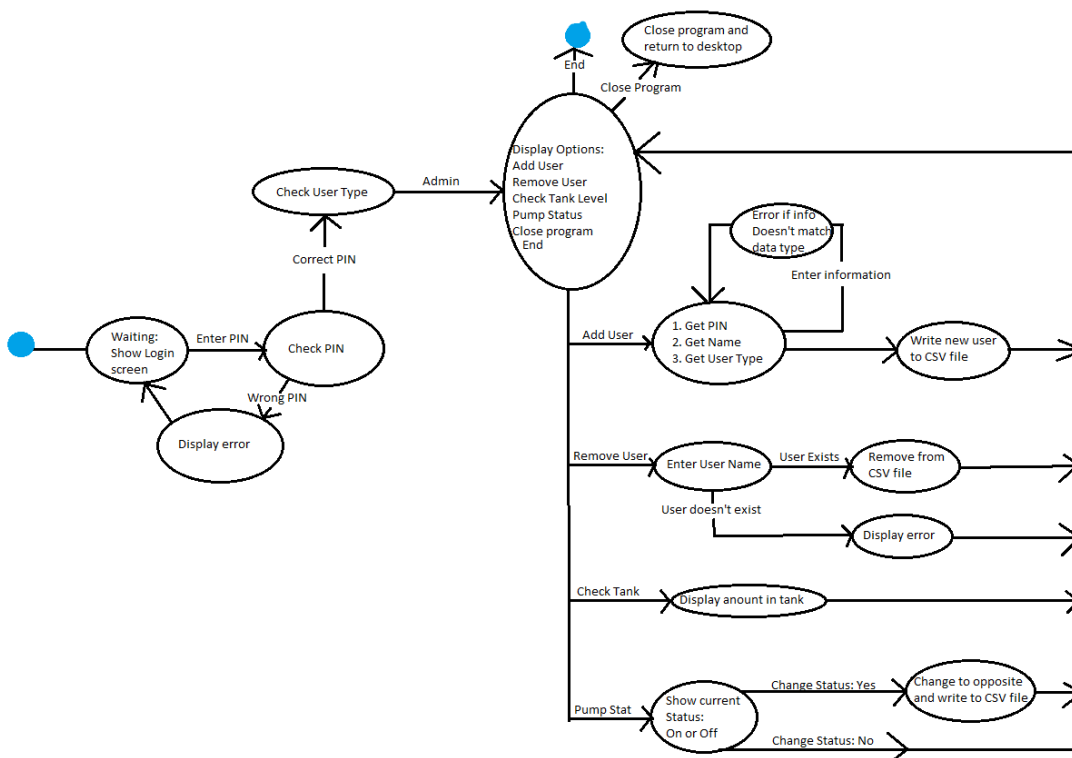 Close program and
return to desktop
End
Close Program
Display Options:
Add User
Remove User
Check Tank Level
Pump Status
Close program
End
Check User Type
Admin
Correct PIN
Error if info
Doesn't match
data type
Enter information
Waiting:
Show Login
screen
Enter PIN
Check PIN
Wrong PIN
Display error
Add User
1. Get PIN
2. Get Name
3. Get User Type
Write new user
to CSV file
Remove User
Enter User Name
User Exists
Remove from
CSV file
User doesn't exist
Display error
Check Tank
Display amount in tank
Pump Stat
Show current
Status:
On or Off
Change Status: Yes
Change to opposite
and write to CSV file
Change Status: No